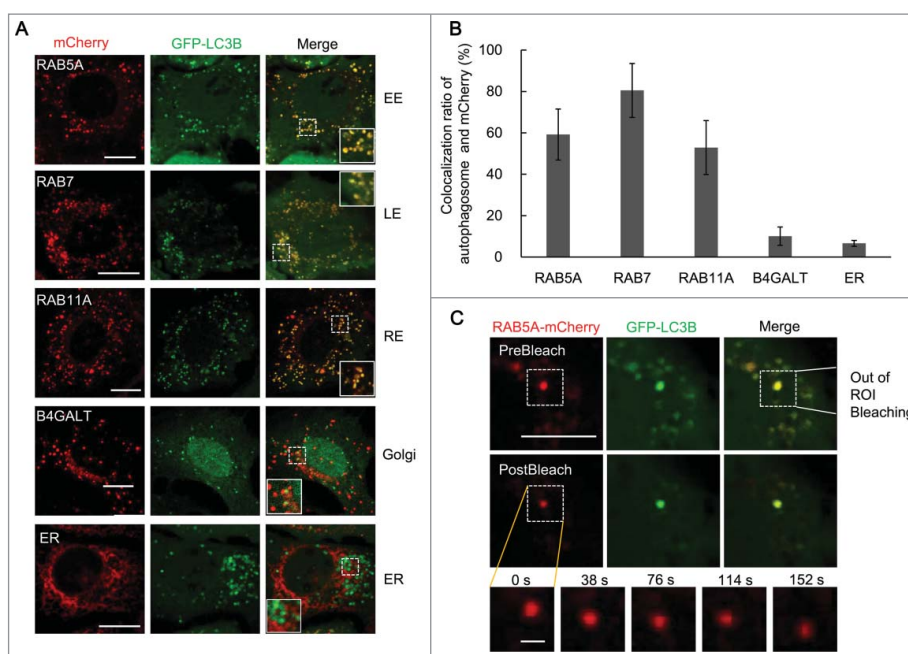 A
mCherry GFP-LC3B Merge
RAB5A
EE
RAB7
LE
RAB11A
RE
B4GALT
Golgi
ER
ER
B
Colocalization ratio of
autophagosome and mCherry (%)
100
80
60
40
20
0
RAB5A RAB7 RAB11A B4GALT ER
C
RAB5A-mCherry GFP-LC3B Merge
PreBleach
Out of
ROI
Bleaching
PostBleach
0 s 38 s 76 s 114 s 152 s